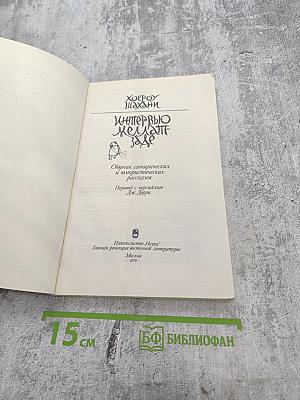 ХОСРОУ
ШАХАНИ
ИНТЕРВЬЮ
МЕЛЛАТ-
ЗАДЕ
Сборник сатирических
и юмористических
рассказов
Перевод с персидского
Дж. Дорри
Издательство „Наука“
Главная редакция восточной литературы
Москва
1979
15 СМ
БФ БИБЛИОФАН